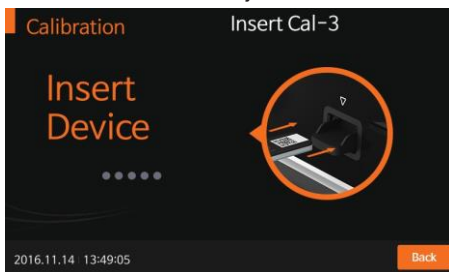 Calibration
Insert Cal-3
Insert
Device
2016.11.14 13:49:05
Back